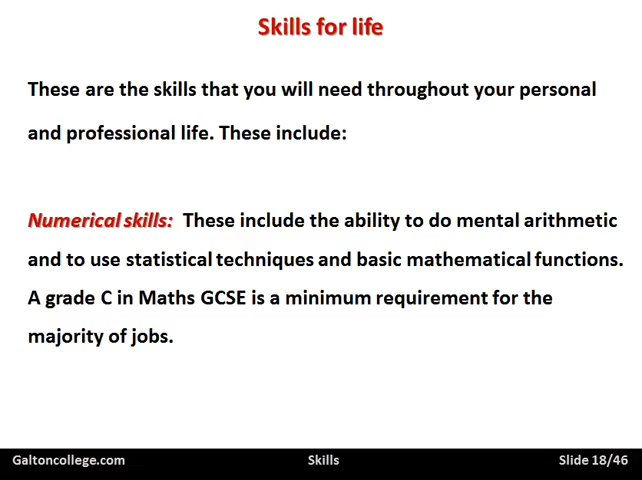 Skills for life
These are the skills that you will need throughout your personal
and professional life. These include:
Numerical skills: These include the ability to do mental arithmetic
and to use statistical techniques and basic mathematical functions.
A grade C in Maths GCSE is a minimum requirement for the
majority of jobs.
Galtoncollege.com Skills Slide 18/46